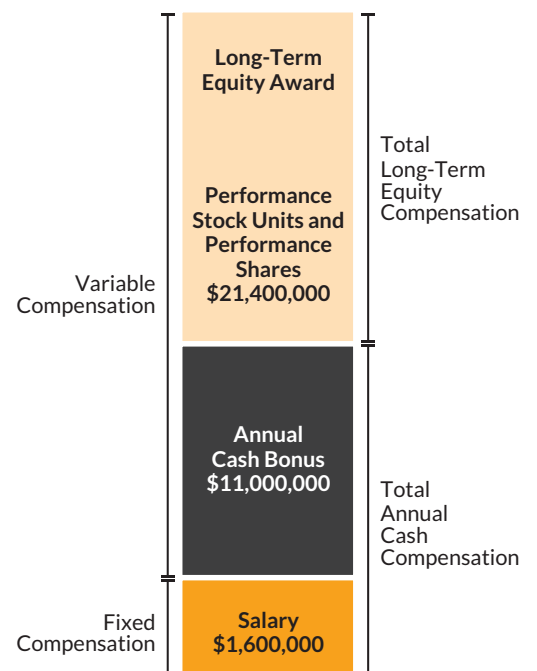 Long-Term
Equity Award
Total
Long-Term
Equity
Compensation
Performance
Stock Units and
Performance
Shares
$21,400,000
Variable
Compensation
Annual
Cash Bonus
$11,000,000
Total
Annual
Cash
Compensation
Fixed
Compensation
Salary
$1,600,000